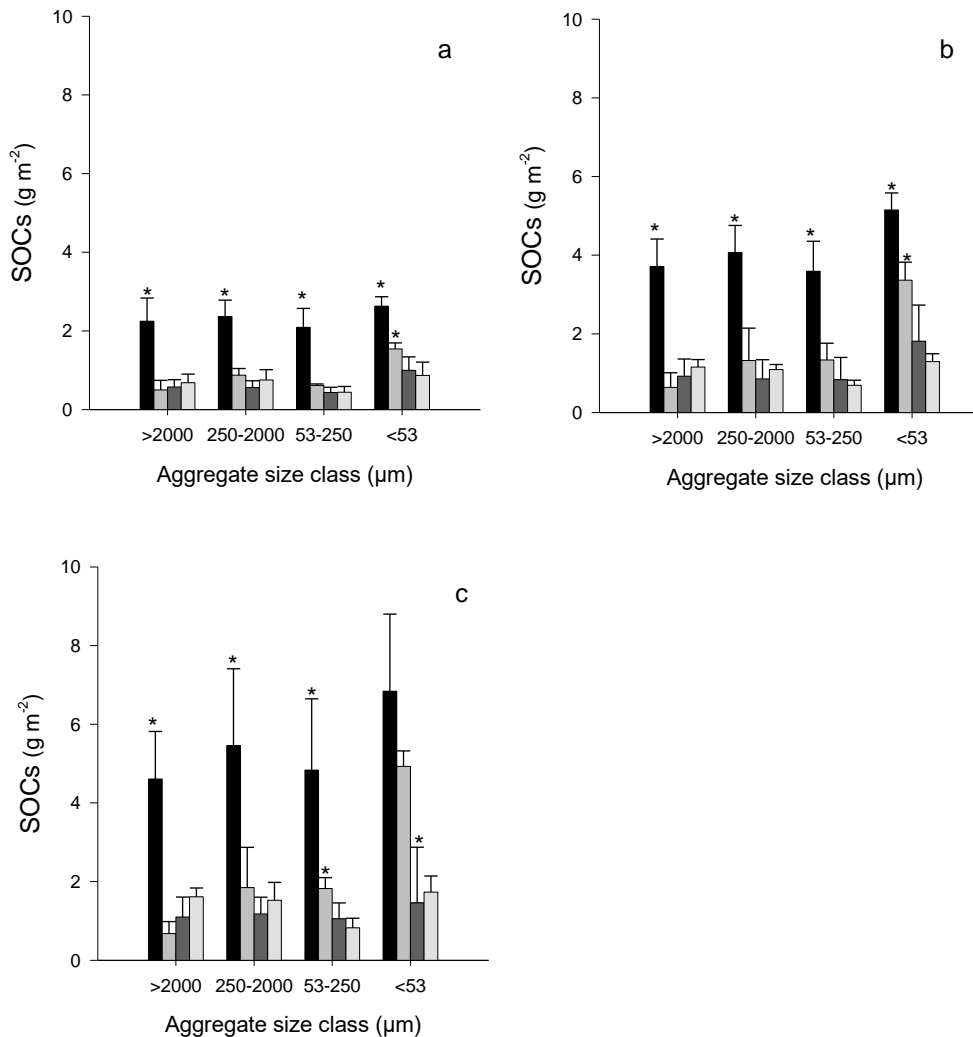 a
10
8
6
4
2
0
SOCs (g m-2)
* * * * *
>2000 250-2000 53-250 <53
Aggregate size class (µm)
b
10
8
6
4
2
0
SOCs (g m-2)
* * * * *
>2000 250-2000 53-250 <53
Aggregate size class (µm)
c
10
8
6
4
2
0
SOCs (g m-2)
* * * * *
>2000 250-2000 53-250 <53
Aggregate size class (µm)